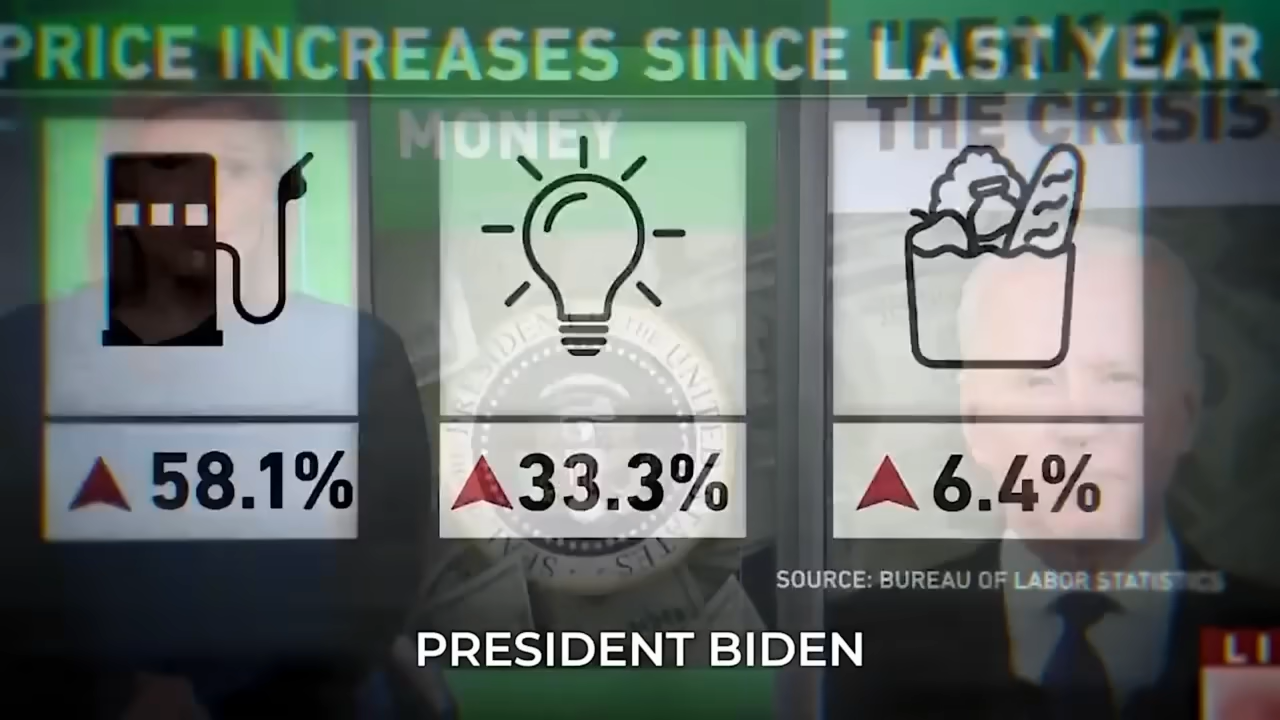 PRICE INCREASES SINCE LAST YEAR
THE CRISIS
MONEY
58.1%
33.3%
6.4%
SOURCE: BUREAU OF LABOR STATISTICS
PRESIDENT BIDEN
LI